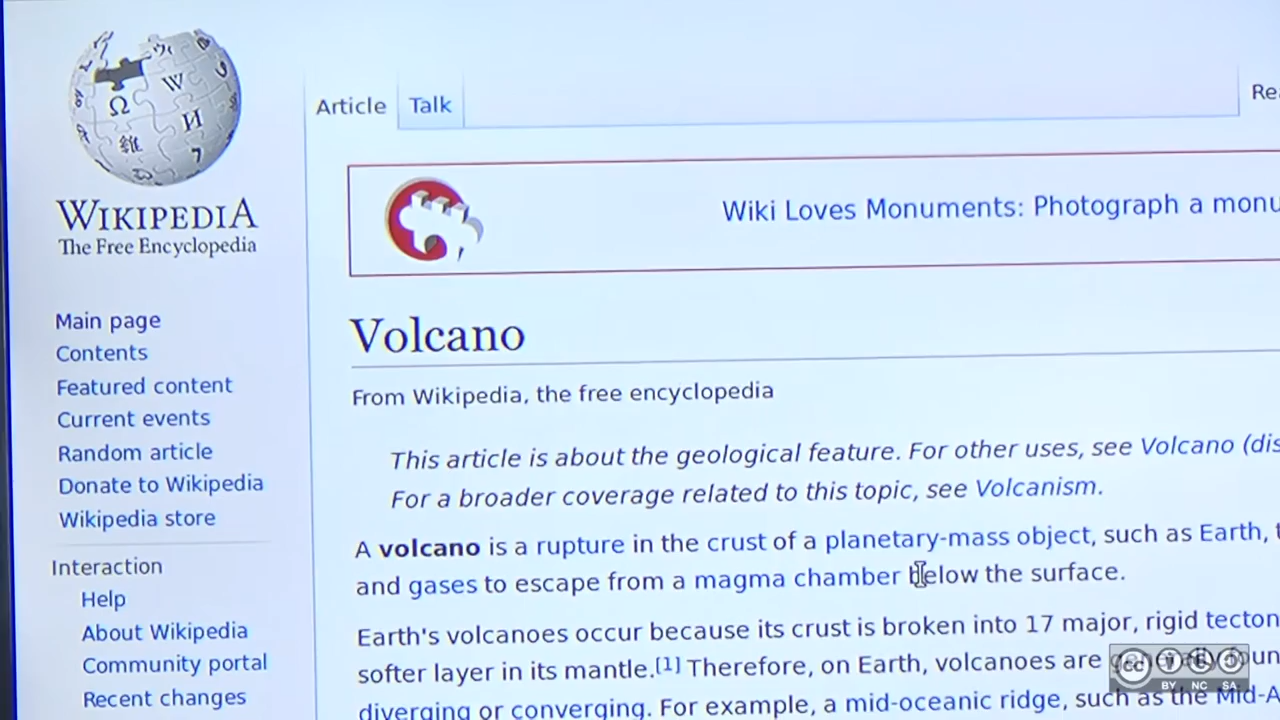 WIKIPEDIA
The Free Encyclopedia
Main page
Contents
Featured content
Current events
Random article
Donate to Wikipedia
Wikipedia store
Interaction
Help
About Wikipedia
Community portal
Recent changes
Article Talk
Wiki Loves Monuments: Photograph a
Volcano
From Wikipedia, the free encyclopedia
This article is about the geological feature. For other uses, see Volcano
For a broader coverage related to this topic, see Volcanism.
A volcano is a rupture in the crust of a planetary-mass object, such as Earth,
and gases to escape from a magma chamber below the surface.
Earth's volcanoes occur because its crust is broken into 17 major, rigid
softer layer in its mantle.[1] Therefore, on Earth, volcanoes are generally
diverging or converging. For example, a mid-oceanic ridge, such as the
BY NC SA